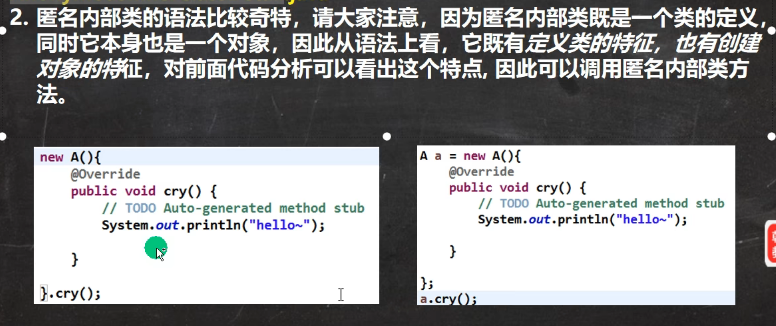 2. 匿名内部类的语法比较奇特，请大家注意，因为匿名内部类既是一个类的定义，
同时它本身也是一个对象，因此从语法上看，它既有定义类的特征，也有创建
对象的特征，对前面代码分析可以看出这个特点, 因此可以调用匿名内部类方
法。
new A(){
@Override
public void cry() {
// TODO Auto-generated method stub
System.out.println("hello~");
}
}.cry();
A a = new A(){
@Override
public void cry() {
// TODO Auto-generated method stub
System.out.println("hello~");
}
};
a.cry();